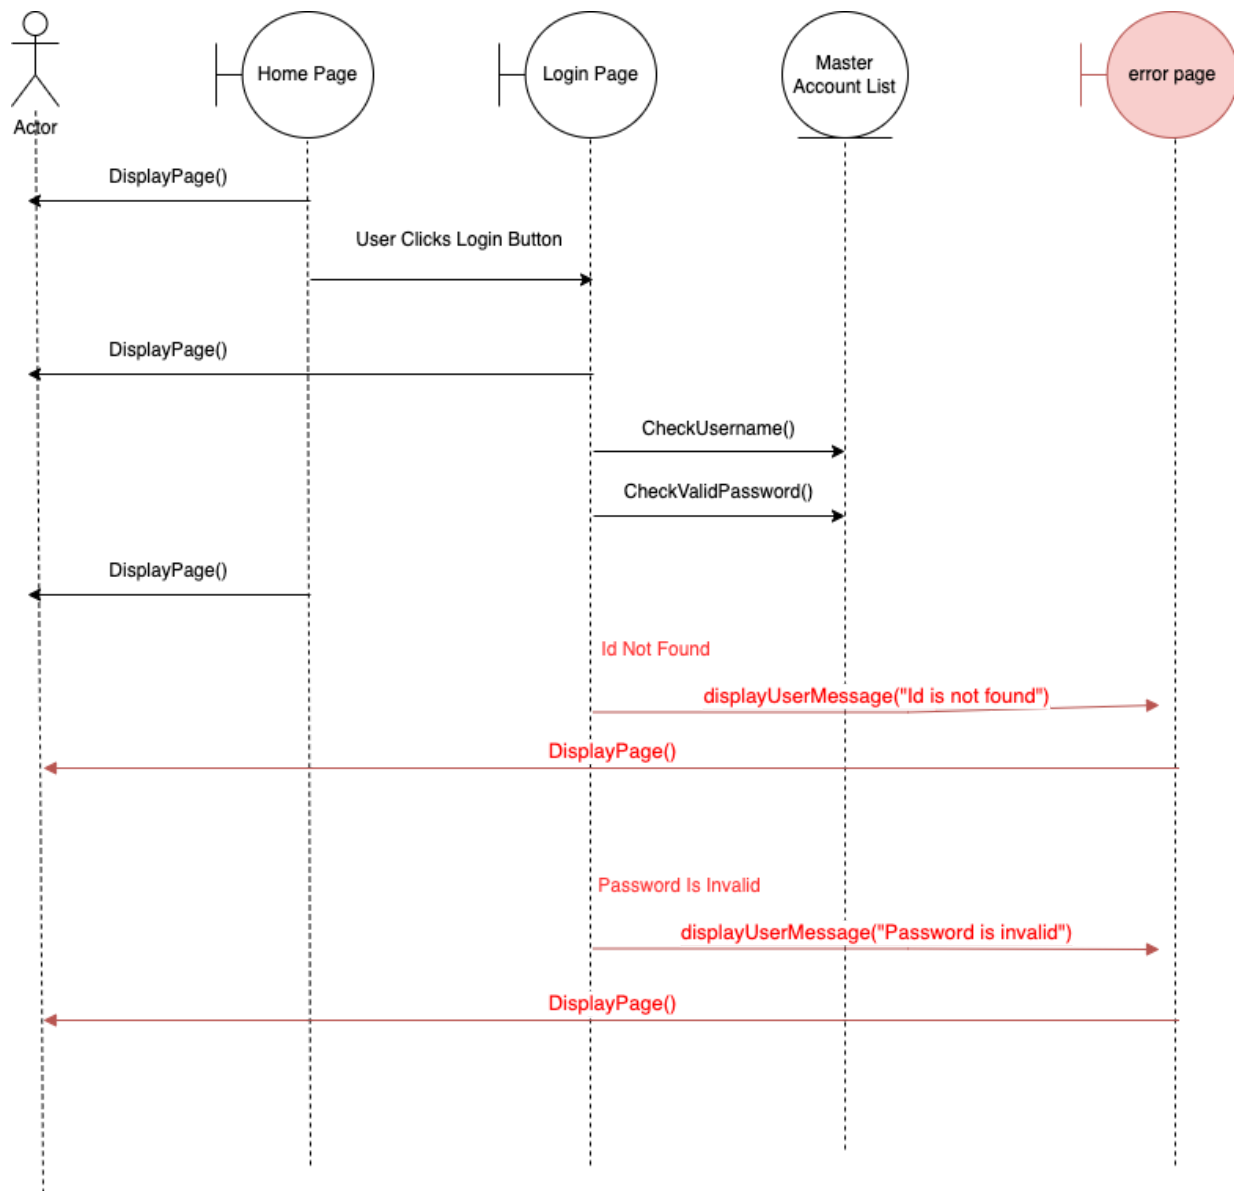 Actor
Home Page
Login Page
Master
Account List
error page
DisplayPage()
User Clicks Login Button
DisplayPage()
CheckUsername()
CheckValidPassword()
DisplayPage()
Id Not Found
displayUserMessage("Id is not found")
DisplayPage()
Password Is Invalid
displayUserMessage("Password is invalid")
DisplayPage()